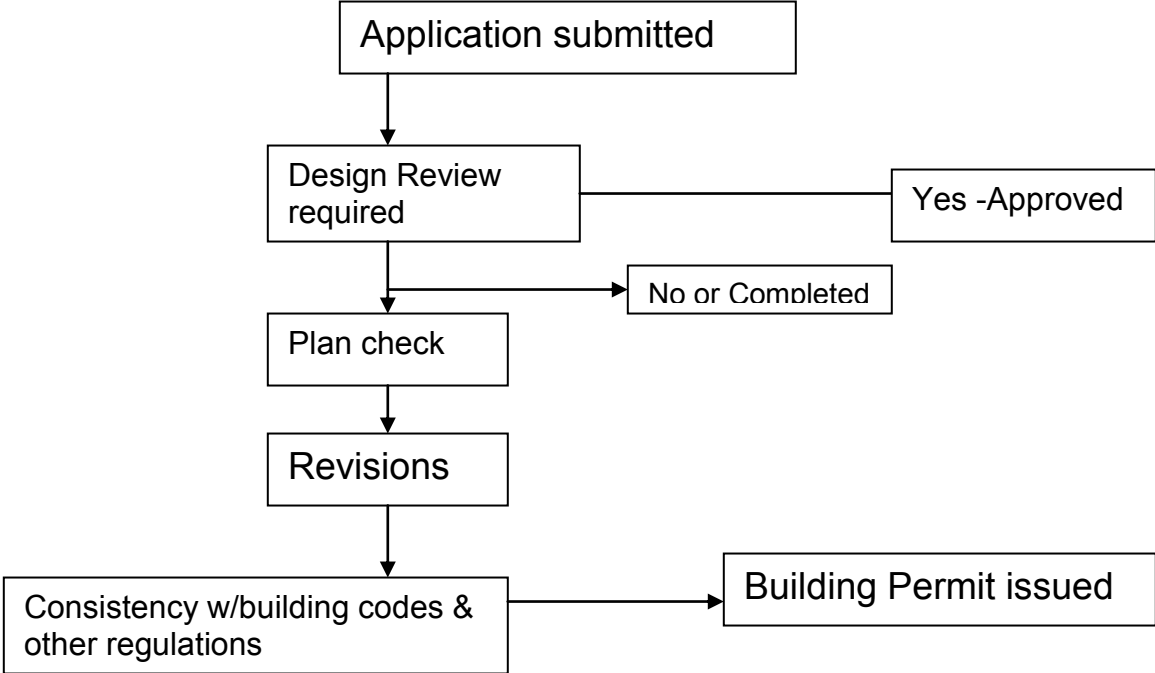 Application submitted
Design Review
required
Yes -Approved
No or Completed
Plan check
Revisions
Consistency w/building codes &
other regulations
Building Permit issued